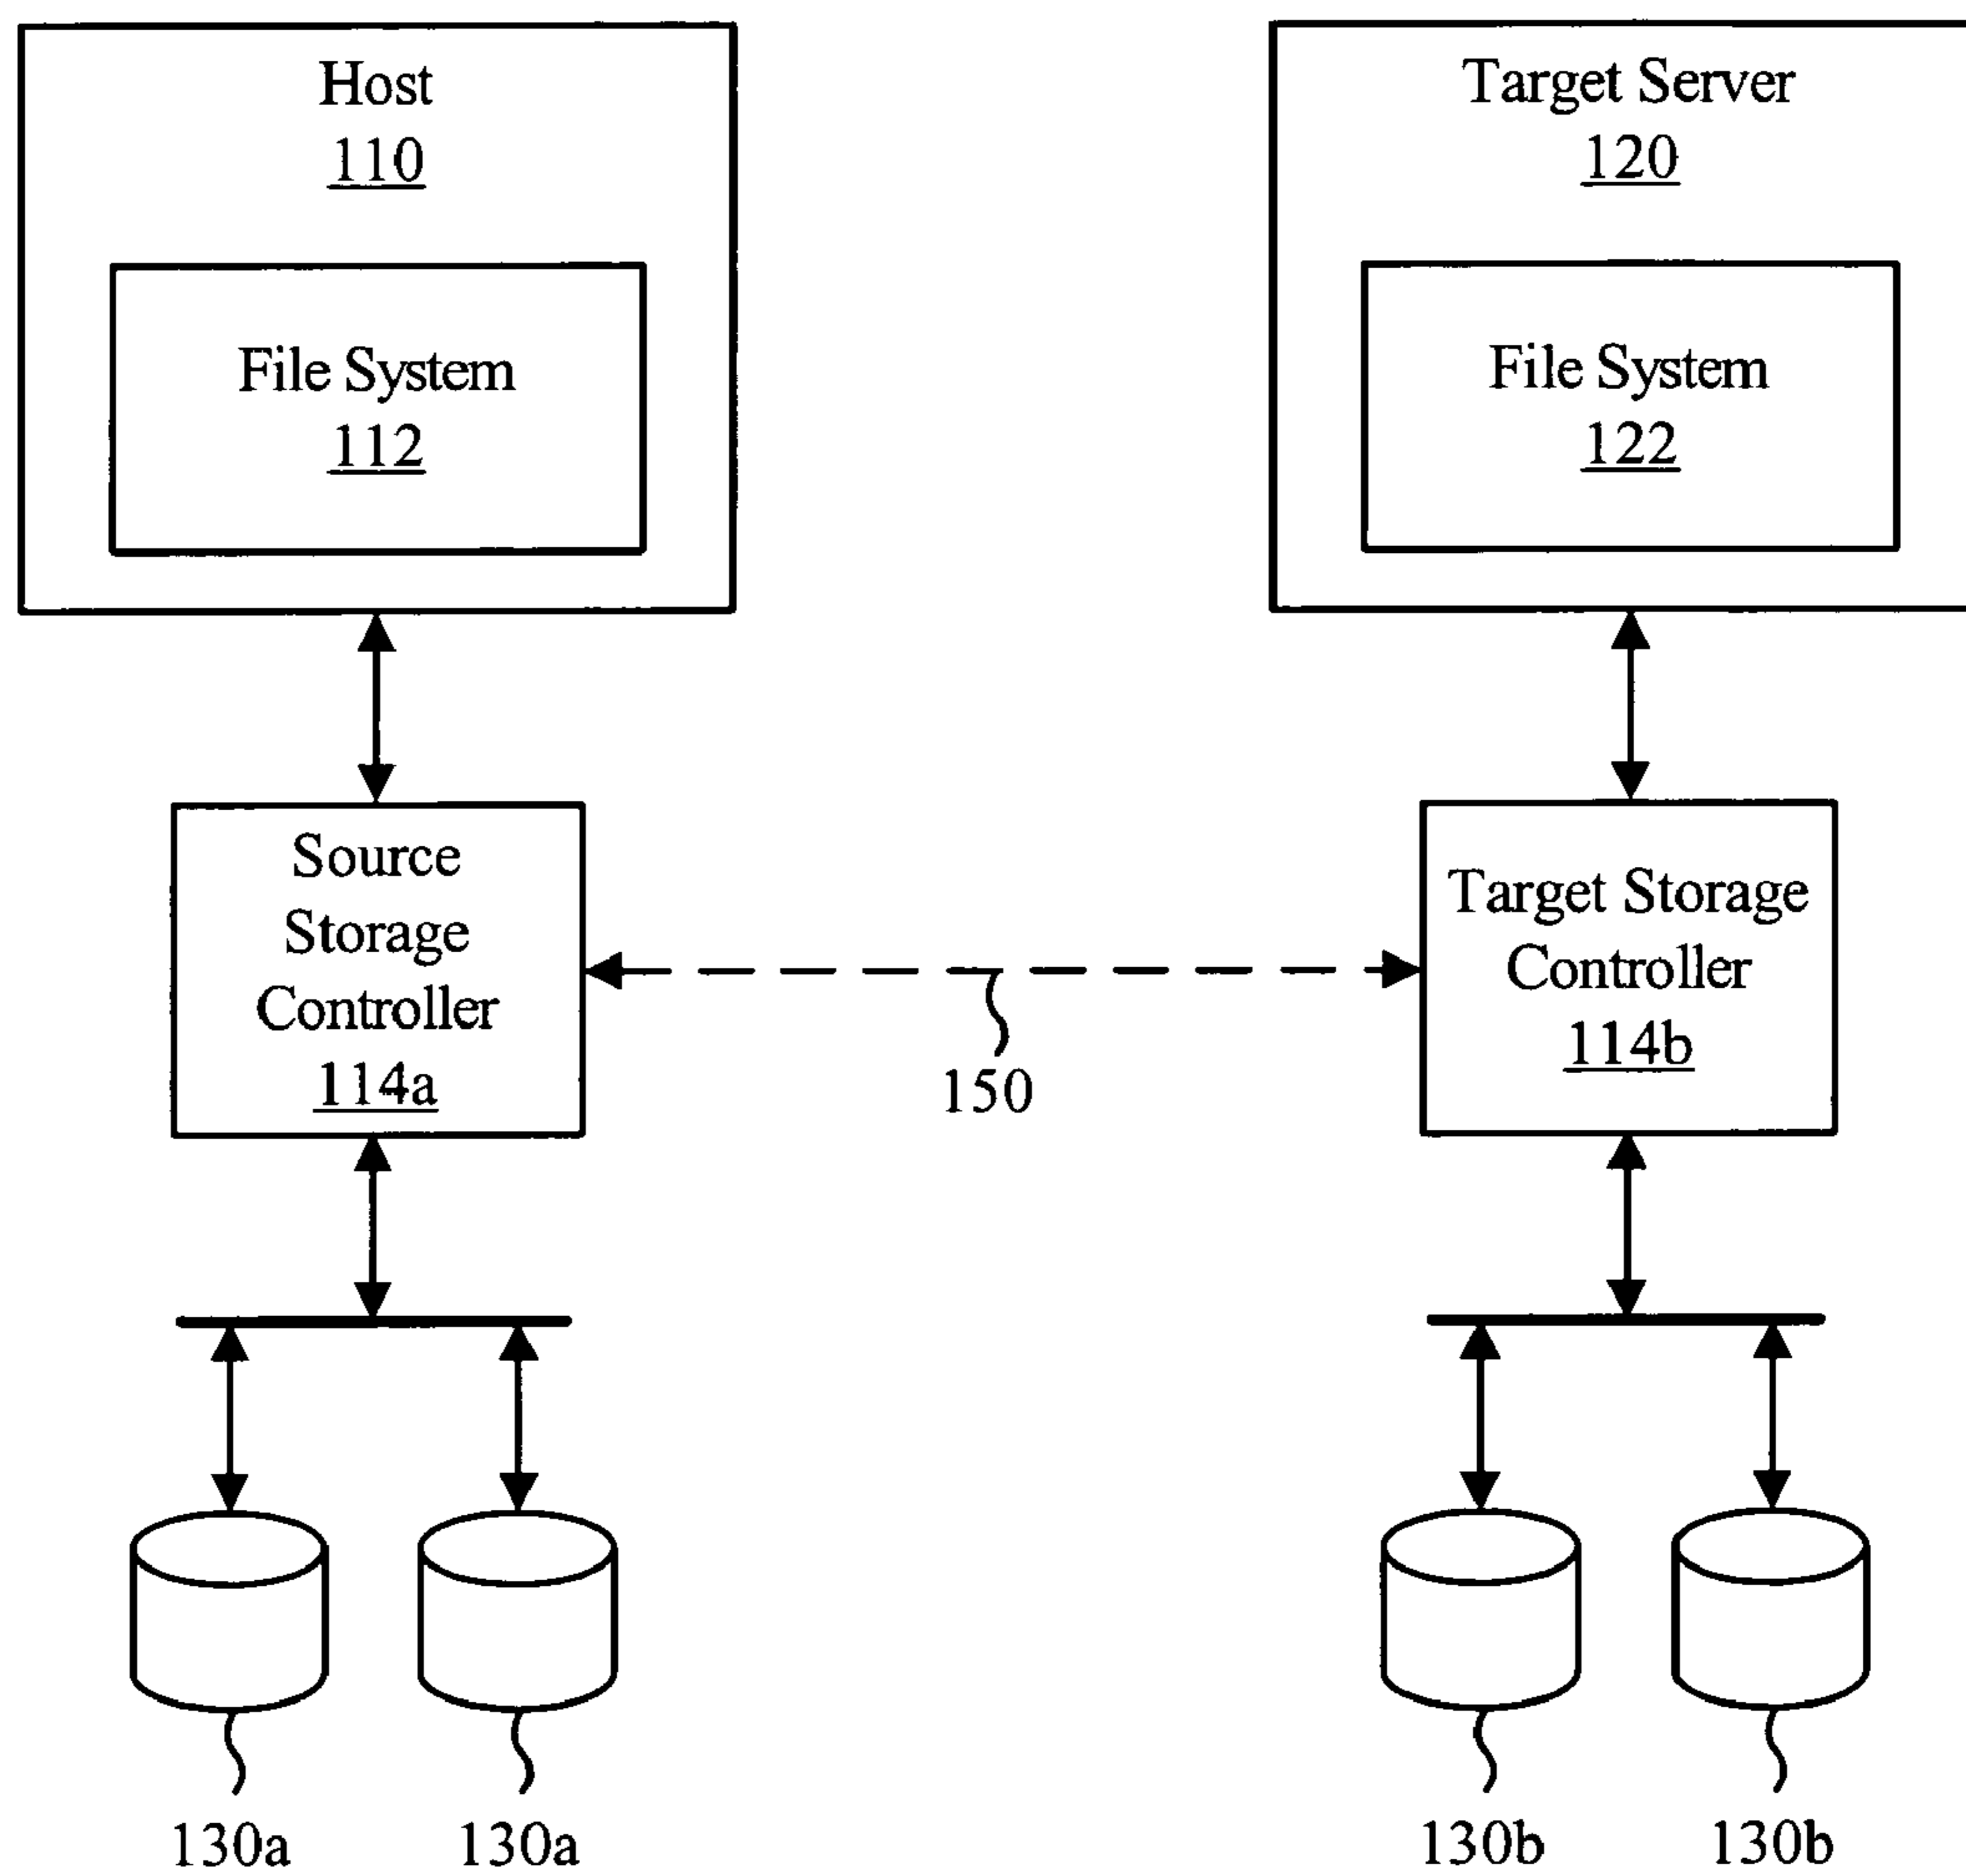 Host
110
File System
112
Target Server
120
File System
122
Source
Storage
Controller
114a
150
Target Storage
Controller
114b
130a
130a
130b
130b